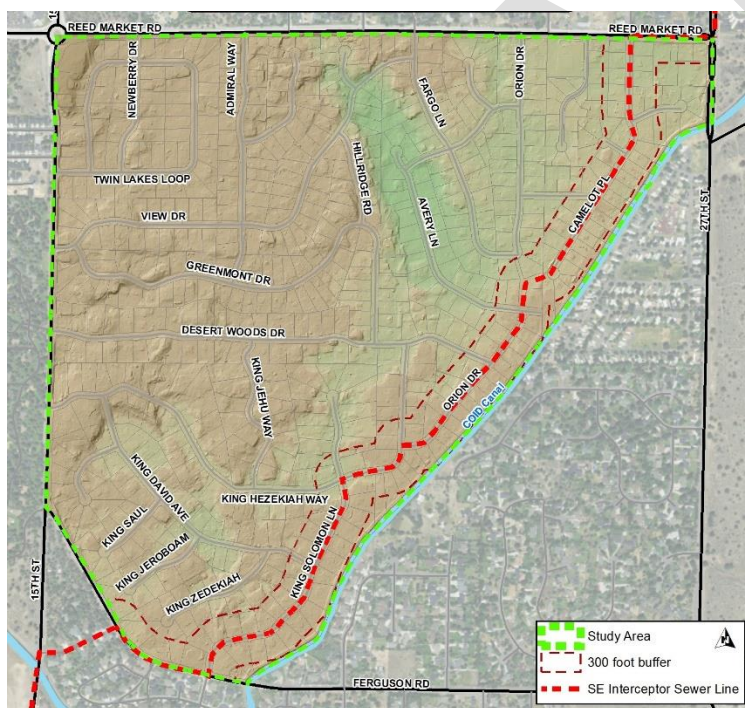 15
REED MARKET RD
REED MARKET RD
NEWBERRY DR
ADMIRAL WAY
FARGO LN
ORION DR
HILLRIDGE RD
TWIN LAKES LOOP
CAMELOT PL
AVERY LN
27TH ST
VIEW DR
GREENMONT DR
DESERT WOODS DR
KING JEHU WAY
ORION DR
COID Canal
KING DAVID AVE
KING HEZEKIAH WAY
KING SAUL
KING JEROBOAM
KING SOLOMON LN
KING ZEDEKIAH
15TH ST
FERGUSON RD
Study Area
300 foot buffer
SE Interceptor Sewer Line